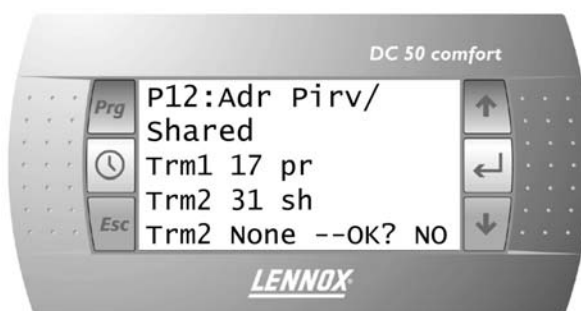 DC 50 comfort
Prg
Esc
P12:Adr Pirv/
Shared
Trm1 17 pr
Trm2 31 sh
Trm2 None --OK? NO
LENNOX